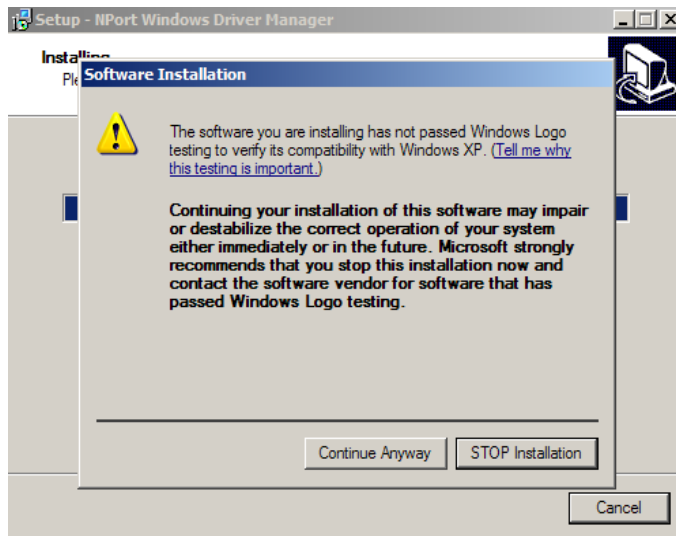 Setup - NPort Windows Driver Manager
Installing
Ple
Software Installation
The software you are installing has not passed Windows Logo
testing to verify its compatibility with Windows XP. (Tell me why
this testing is important.)
Continuing your installation of this software may impair
or destabilize the correct operation of your system
either immediately or in the future. Microsoft strongly
recommends that you stop this installation now and
contact the software vendor for software that has
passed Windows Logo testing.
Continue Anyway
STOP Installation
Cancel